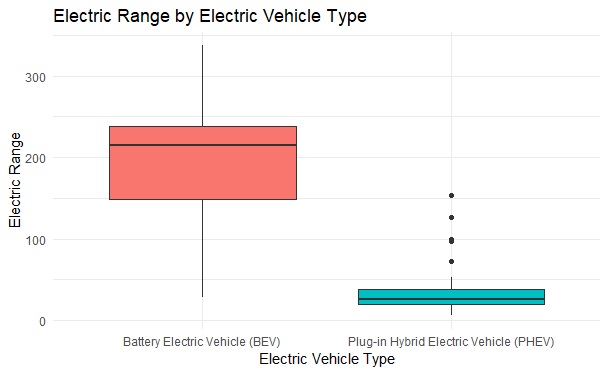 Electric Range by Electric Vehicle Type
Electric Range
300
200
100
0
Battery Electric Vehicle (BEV)
Plug-in Hybrid Electric Vehicle (PHEV)
Electric Vehicle Type